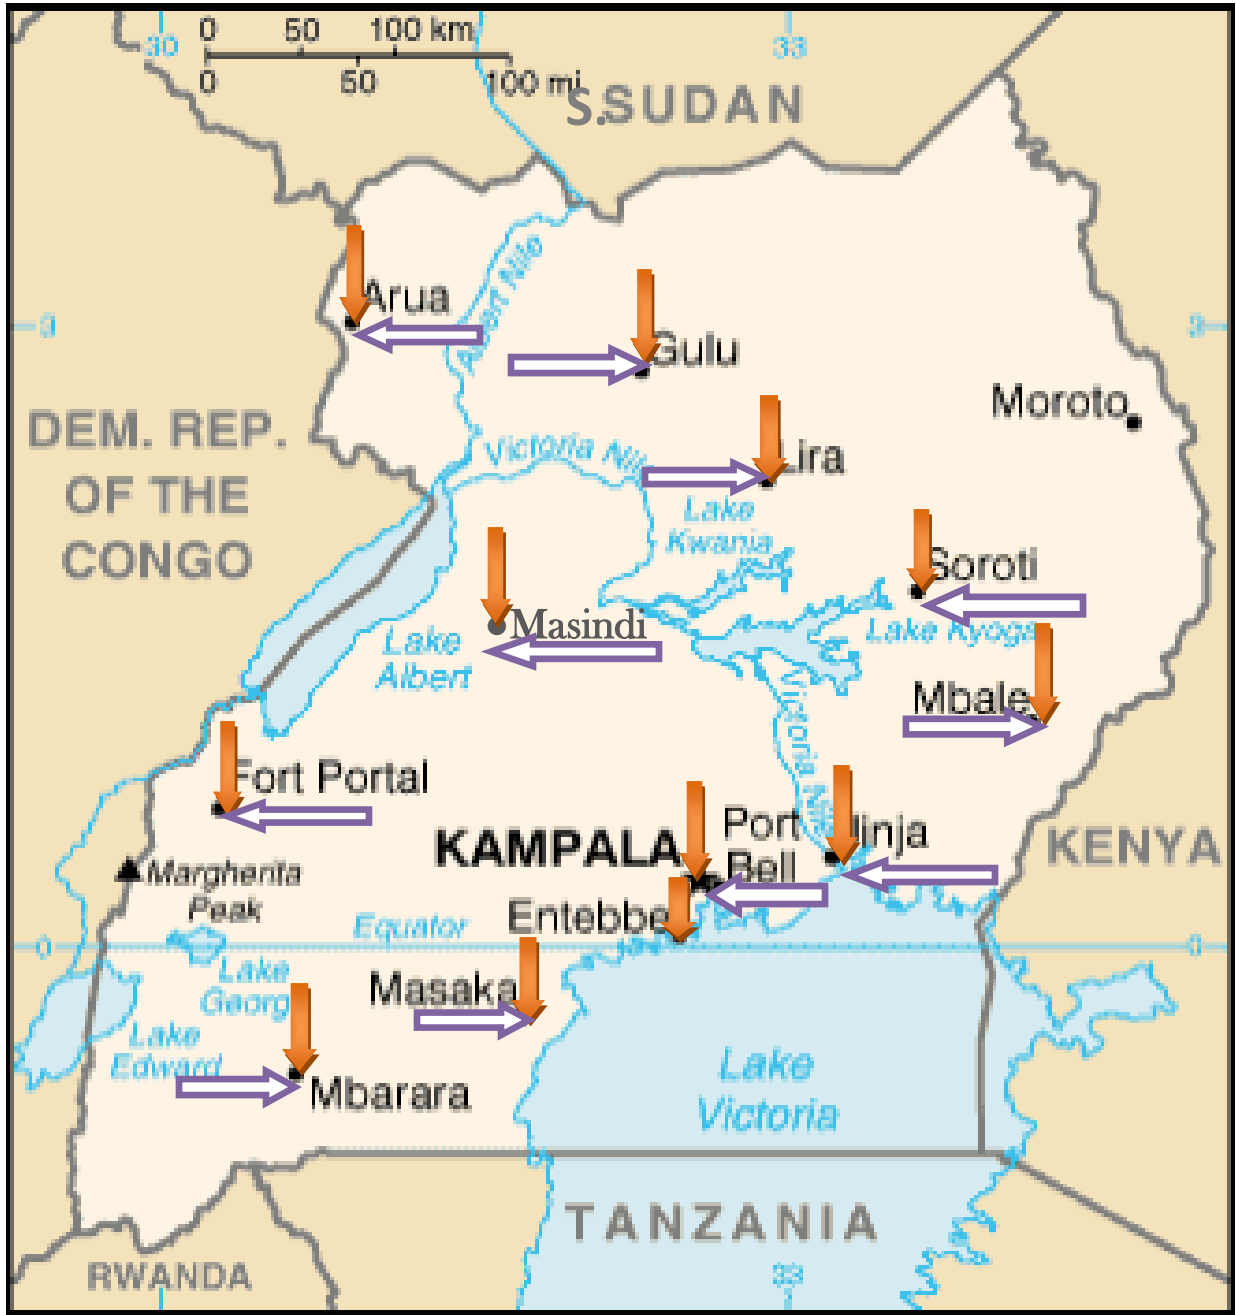 0 50 100 km
30
33
0 50 100 mi
S.SUDAN
Albert Nile
Arua
3
3
Gulu
Moroto
DEM. REP.
OF THE
CONGO
Victoria Nile
Lira
Lake
Kwania
Soroti
Masindi
Lake Kyoga
Lake
Albert
Mbale
Victoria Nile
Fort Portal
KAMPALA
Port
Bell
Jinja
KENYA
Margherita
Peak
Entebbe
Equator
0
0
Lake
George
Masaka
Lake
Edward
Mbarara
Lake
Victoria
TANZANIA
RWANDA
33